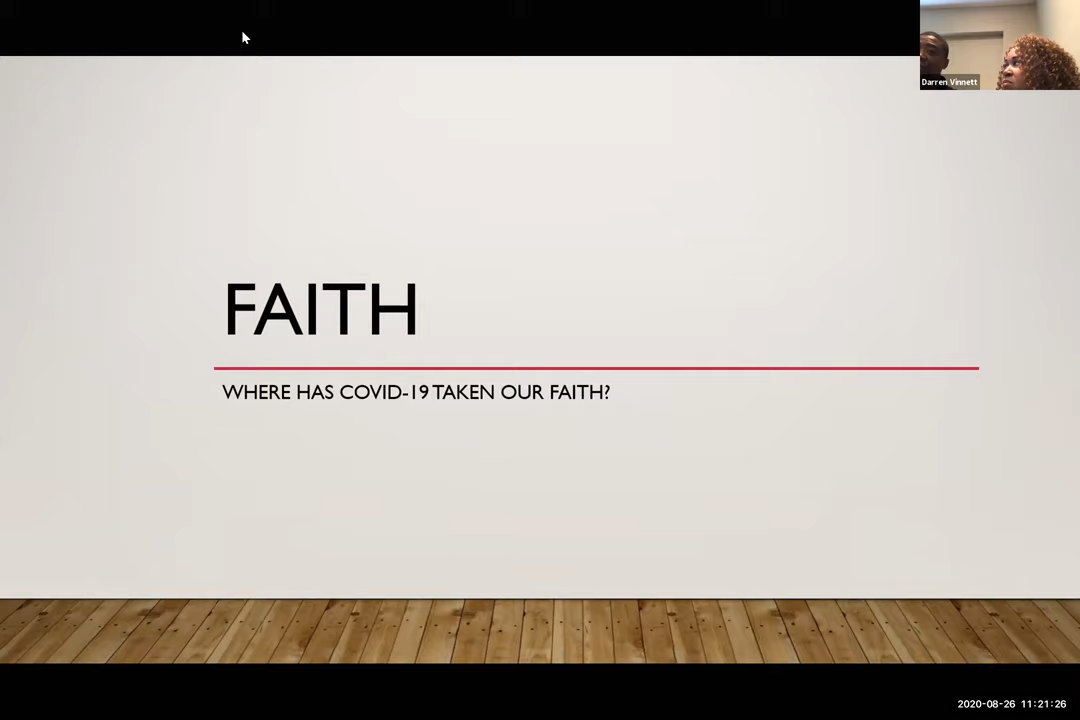 Darren Vinnett
FAITH
WHERE HAS COVID-19 TAKEN OUR FAITH?
2020-08-26 11:21:26